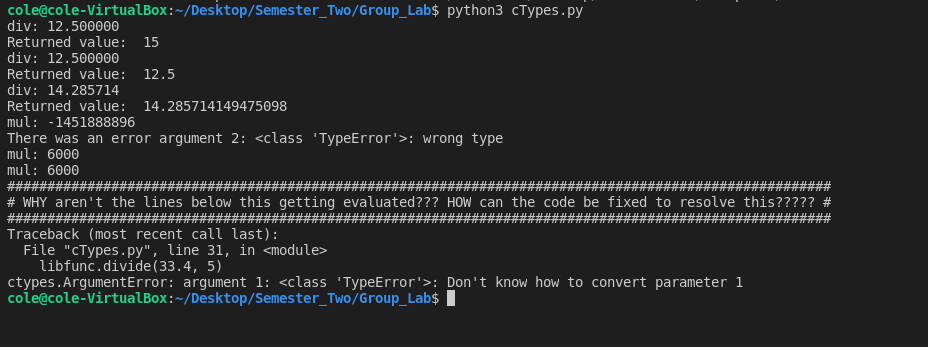 cole@cole-VirtualBox:~/Desktop/Semester_Two/Group_Lab$ python3 cTypes.py
div: 12.500000
Returned value:  15
div: 12.500000
Returned value:  12.5
div: 14.285714
Returned value:  14.285714149475098
mul: -1451888896
There was an error argument 2: <class 'TypeError'>: wrong type
mul: 6000
mul: 6000
#######################################################################################################
# WHY aren't the lines below this getting evaluated??? HOW can the code be fixed to resolve this????? #
#######################################################################################################
Traceback (most recent call last):
  File "cTypes.py", line 31, in <module>
    libfunc.divide(33.4, 5)
ctypes.ArgumentError: argument 1: <class 'TypeError'>: Don't know how to convert parameter 1
cole@cole-VirtualBox:~/Desktop/Semester_Two/Group_Lab$